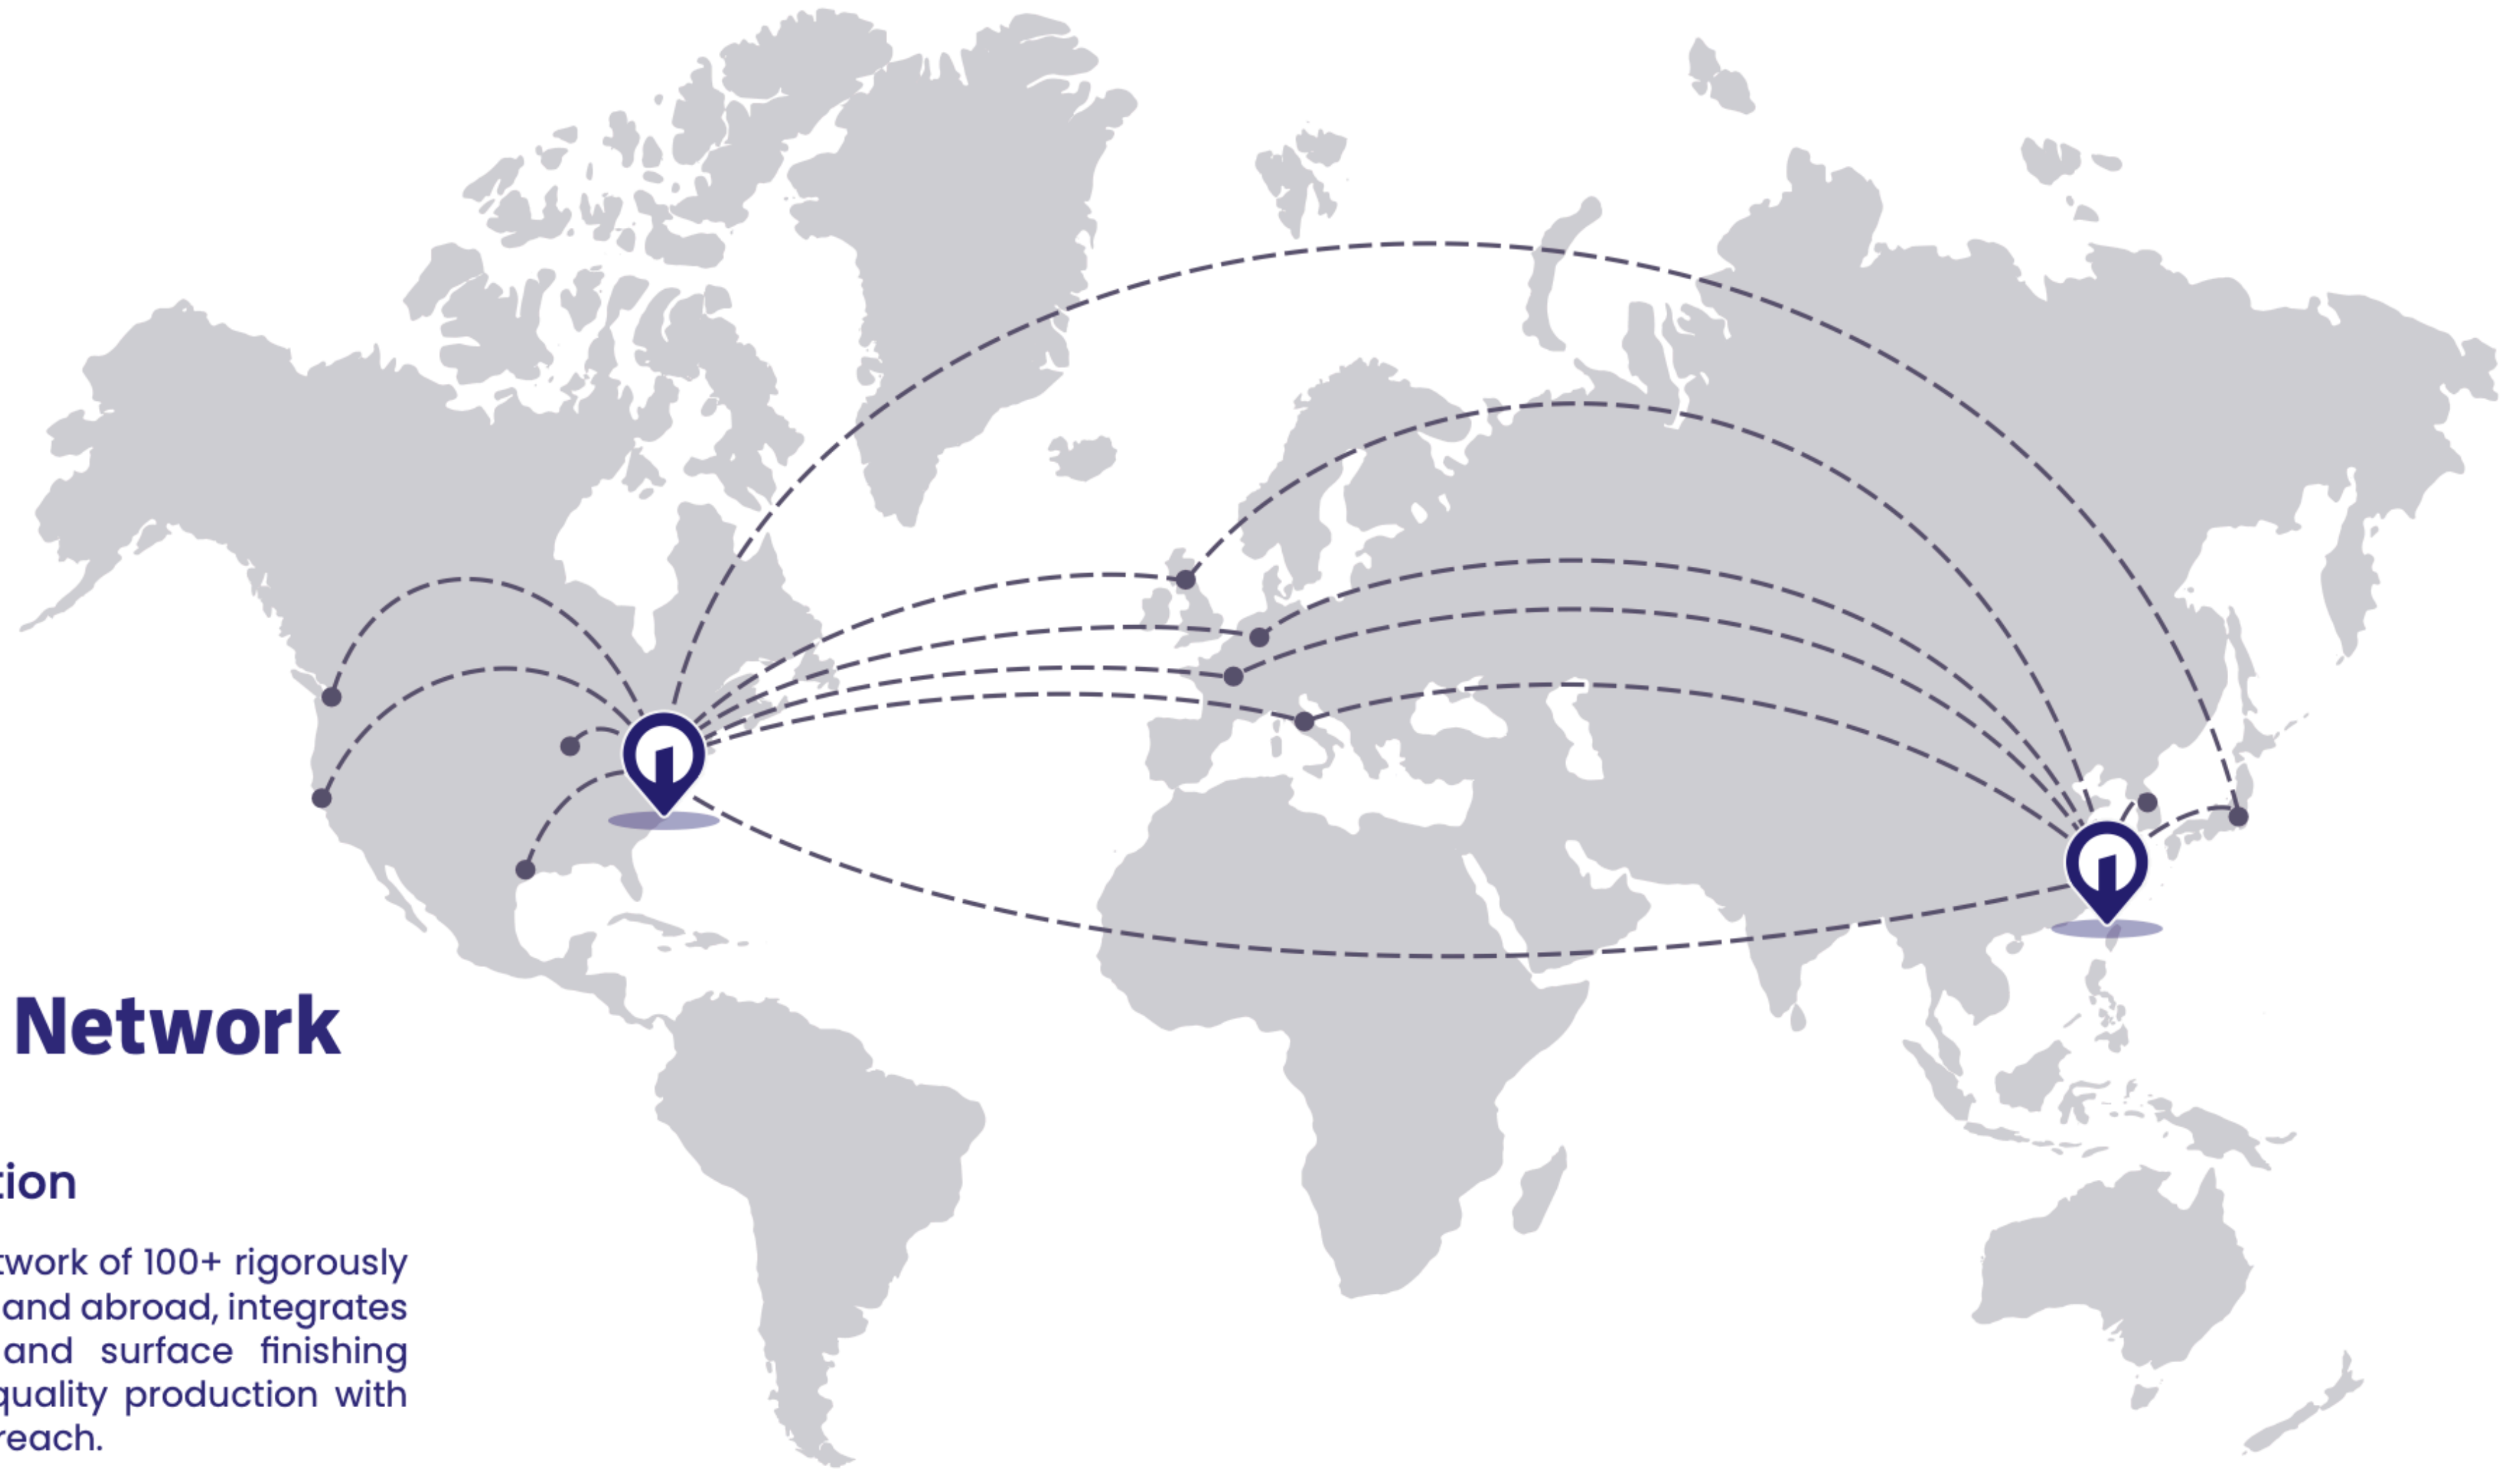 Network
tion
twork of 100+ rigorously
and abroad, integrates
and surface finishing
quality production with
reach.